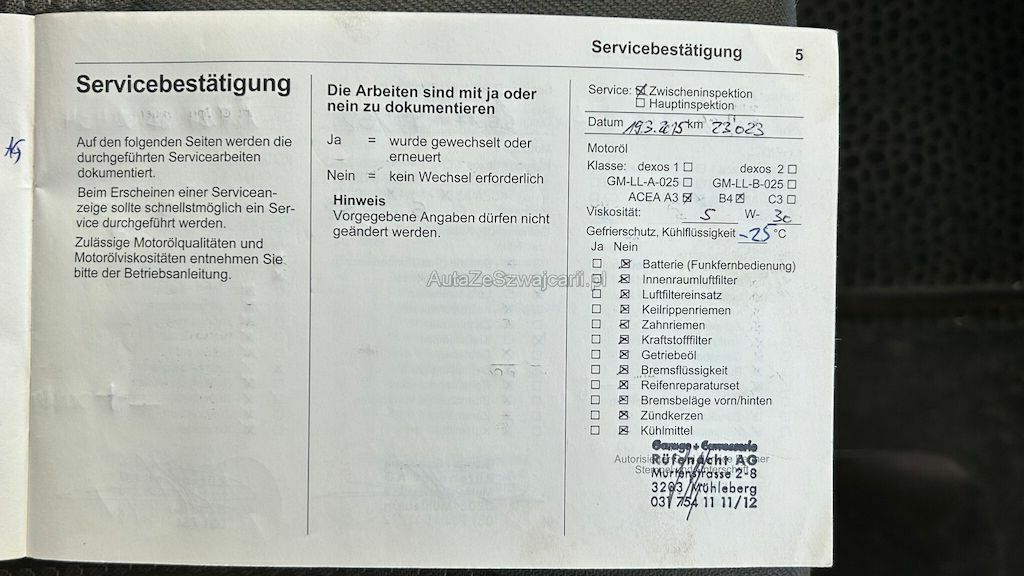 Servicebestätigung 5
Servicebestätigung
Auf den folgenden Seiten werden die
durchgeführten Servicearbeiten
dokumentiert.
Beim Erscheinen einer Servicean-
zeige sollte schnellstmöglich ein Ser-
vice durchgeführt werden.
Zulässige Motorölqualitäten und
Motorölviskositäten entnehmen Sie
bitte der Betriebsanleitung.
Die Arbeiten sind mit ja oder
nein zu dokumentieren
Ja = wurde gewechselt oder
erneuert
Nein = kein Wechsel erforderlich
Hinweis
Vorgegebene Angaben dürfen nicht
geändert werden.
Service: ☒ Zwischeninspektion
☐ Hauptinspektion
Datum 19.3.2015 km 23023
Motoröl
Klasse: dexos 1 ☐ dexos 2 ☐
GM-LL-A-025 ☐ GM-LL-B-025 ☐
ACEA A3 ☒ B4 ☒ C3 ☐
Viskosität: 5 W- 30
Gefrierschutz, Kühlflüssigkeit -25 °C
Ja Nein
☐ ☒ Batterie (Funkfernbedienung)
☐ ☒ Innenraumluftfilter
☐ ☒ Luftfiltereinsatz
☐ ☒ Keilrippenriemen
☐ ☒ Zahnriemen
☐ ☒ Kraftstofffilter
☐ ☒ Getriebeöl
☐ ☒ Bremsflüssigkeit
☐ ☒ Reifenreparaturset
☐ ☒ Bremsbeläge vorn/hinten
☐ ☒ Zündkerzen
☐ ☒ Kühlmittel
Garage + Carrosserie
Rüfenacht AG
Murtenstrasse 2-8
3203 Mühleberg
031 754 11 11/12
AutaZeSzwajcarii.pl